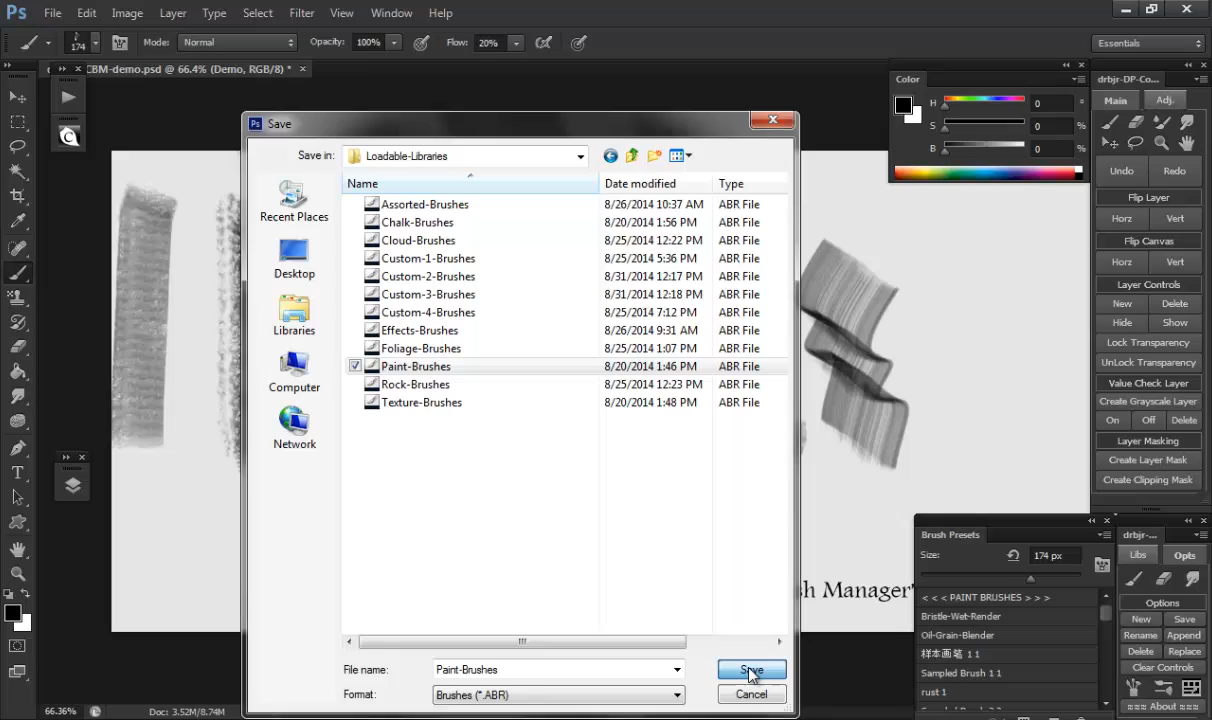 Ps File Edit Image Layer Type Select Filter View Window Help
174 Mode: Normal Opacity: 100% Flow: 20% Essentials
CBM-demo.psd @ 66.4% (Demo, RGB/8) *
Color
H 0 °
S 0 %
B 0 %
drbjr-DP-Co...
Main Adj.
Undo Redo
Flip Layer
Horz Vert
Flip Canvas
Horz Vert
Layer Controls
New Delete
Hide Show
Lock Transparency
UnLock Transparency
Value Check Layer
Create Grayscale Layer
On Off Delete
Layer Masking
Create Layer Mask
Create Clipping Mask
Ps Save
Save in: Loadable-Libraries
Recent Places
Desktop
Libraries
Computer
Network
Name Date modified Type
Assorted-Brushes 8/26/2014 10:37 AM ABR File
Chalk-Brushes 8/20/2014 1:56 PM ABR File
Cloud-Brushes 8/25/2014 12:22 PM ABR File
Custom-1-Brushes 8/25/2014 5:36 PM ABR File
Custom-2-Brushes 8/31/2014 12:17 PM ABR File
Custom-3-Brushes 8/31/2014 12:18 PM ABR File
Custom-4-Brushes 8/25/2014 7:12 PM ABR File
Effects-Brushes 8/26/2014 9:31 AM ABR File
Foliage-Brushes 8/25/2014 1:07 PM ABR File
Paint-Brushes 8/20/2014 1:46 PM ABR File
Rock-Brushes 8/25/2014 12:23 PM ABR File
Texture-Brushes 8/20/2014 1:48 PM ABR File
File name: Paint-Brushes Save
Format: Brushes (*.ABR) Cancel
sh Manager
Brush Presets
Size: 174 px
< < < PAINT BRUSHES > > >
Bristle-Wet-Render
Oil-Grain-Blender
样本画笔 1 1
Sampled Brush 1 1
rust 1
drbjr-...
Libs Opts
Options
New Save
Rename Append
Delete Replace
Clear Controls
== About ==
66.36% Doc: 3.52M/8.74M